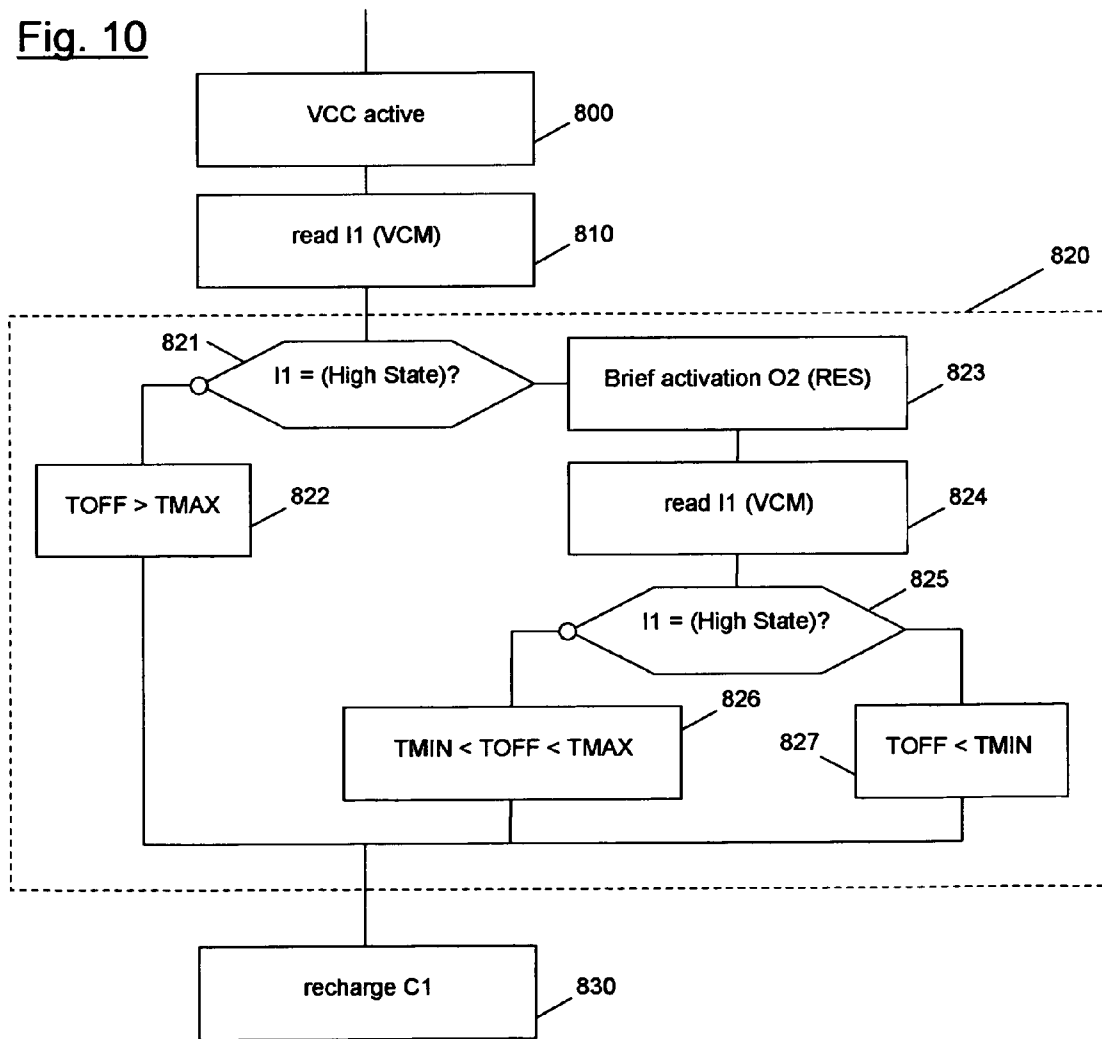 Fig. 10
VCC active
800
read I1 (VCM)
810
820
821
I1 = (High State)?
Brief activation O2 (RES)
823
TOFF > TMAX
822
read I1 (VCM)
824
825
I1 = (High State)?
826
TMIN < TOFF < TMAX
827
TOFF < TMIN
recharge C1
830